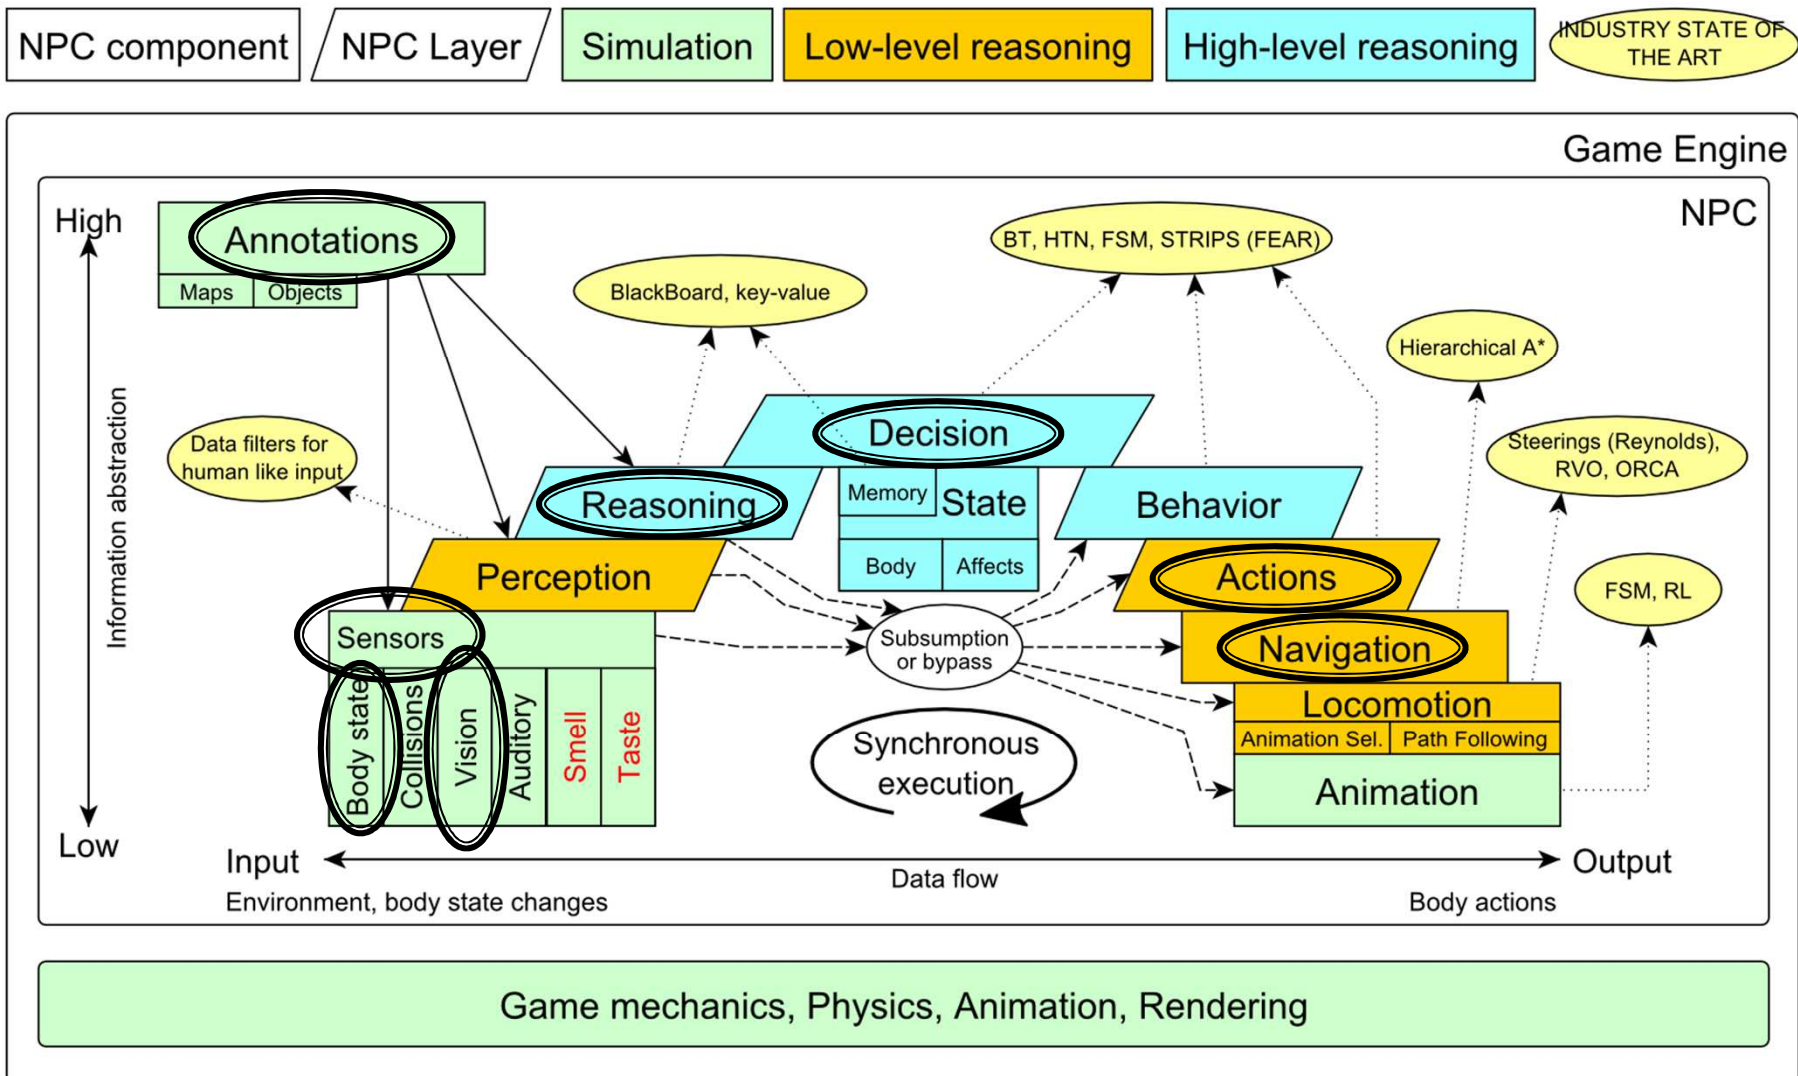 NPC component
NPC Layer
Simulation
Low-level reasoning
High-level reasoning
INDUSTRY STATE OF
THE ART
Game Engine
NPC
High
Annotations
Maps
Objects
BlackBoard, key-value
BT, HTN, FSM, STRIPS (FEAR)
Hierarchical A*
Information abstraction
Data filters for
human like input
Decision
Steerings (Reynolds),
RVO, ORCA
Reasoning
Memory
State
Behavior
Perception
Body
Affects
Actions
FSM, RL
Sensors
Subsumption
or bypass
Navigation
Body state
Collisions
Vision
Auditory
Smell
Taste
Locomotion
Animation Sel.
Path Following
Synchronous
execution
Animation
Low
Input
Data flow
Output
Environment, body state changes
Body actions
Game mechanics, Physics, Animation, Rendering